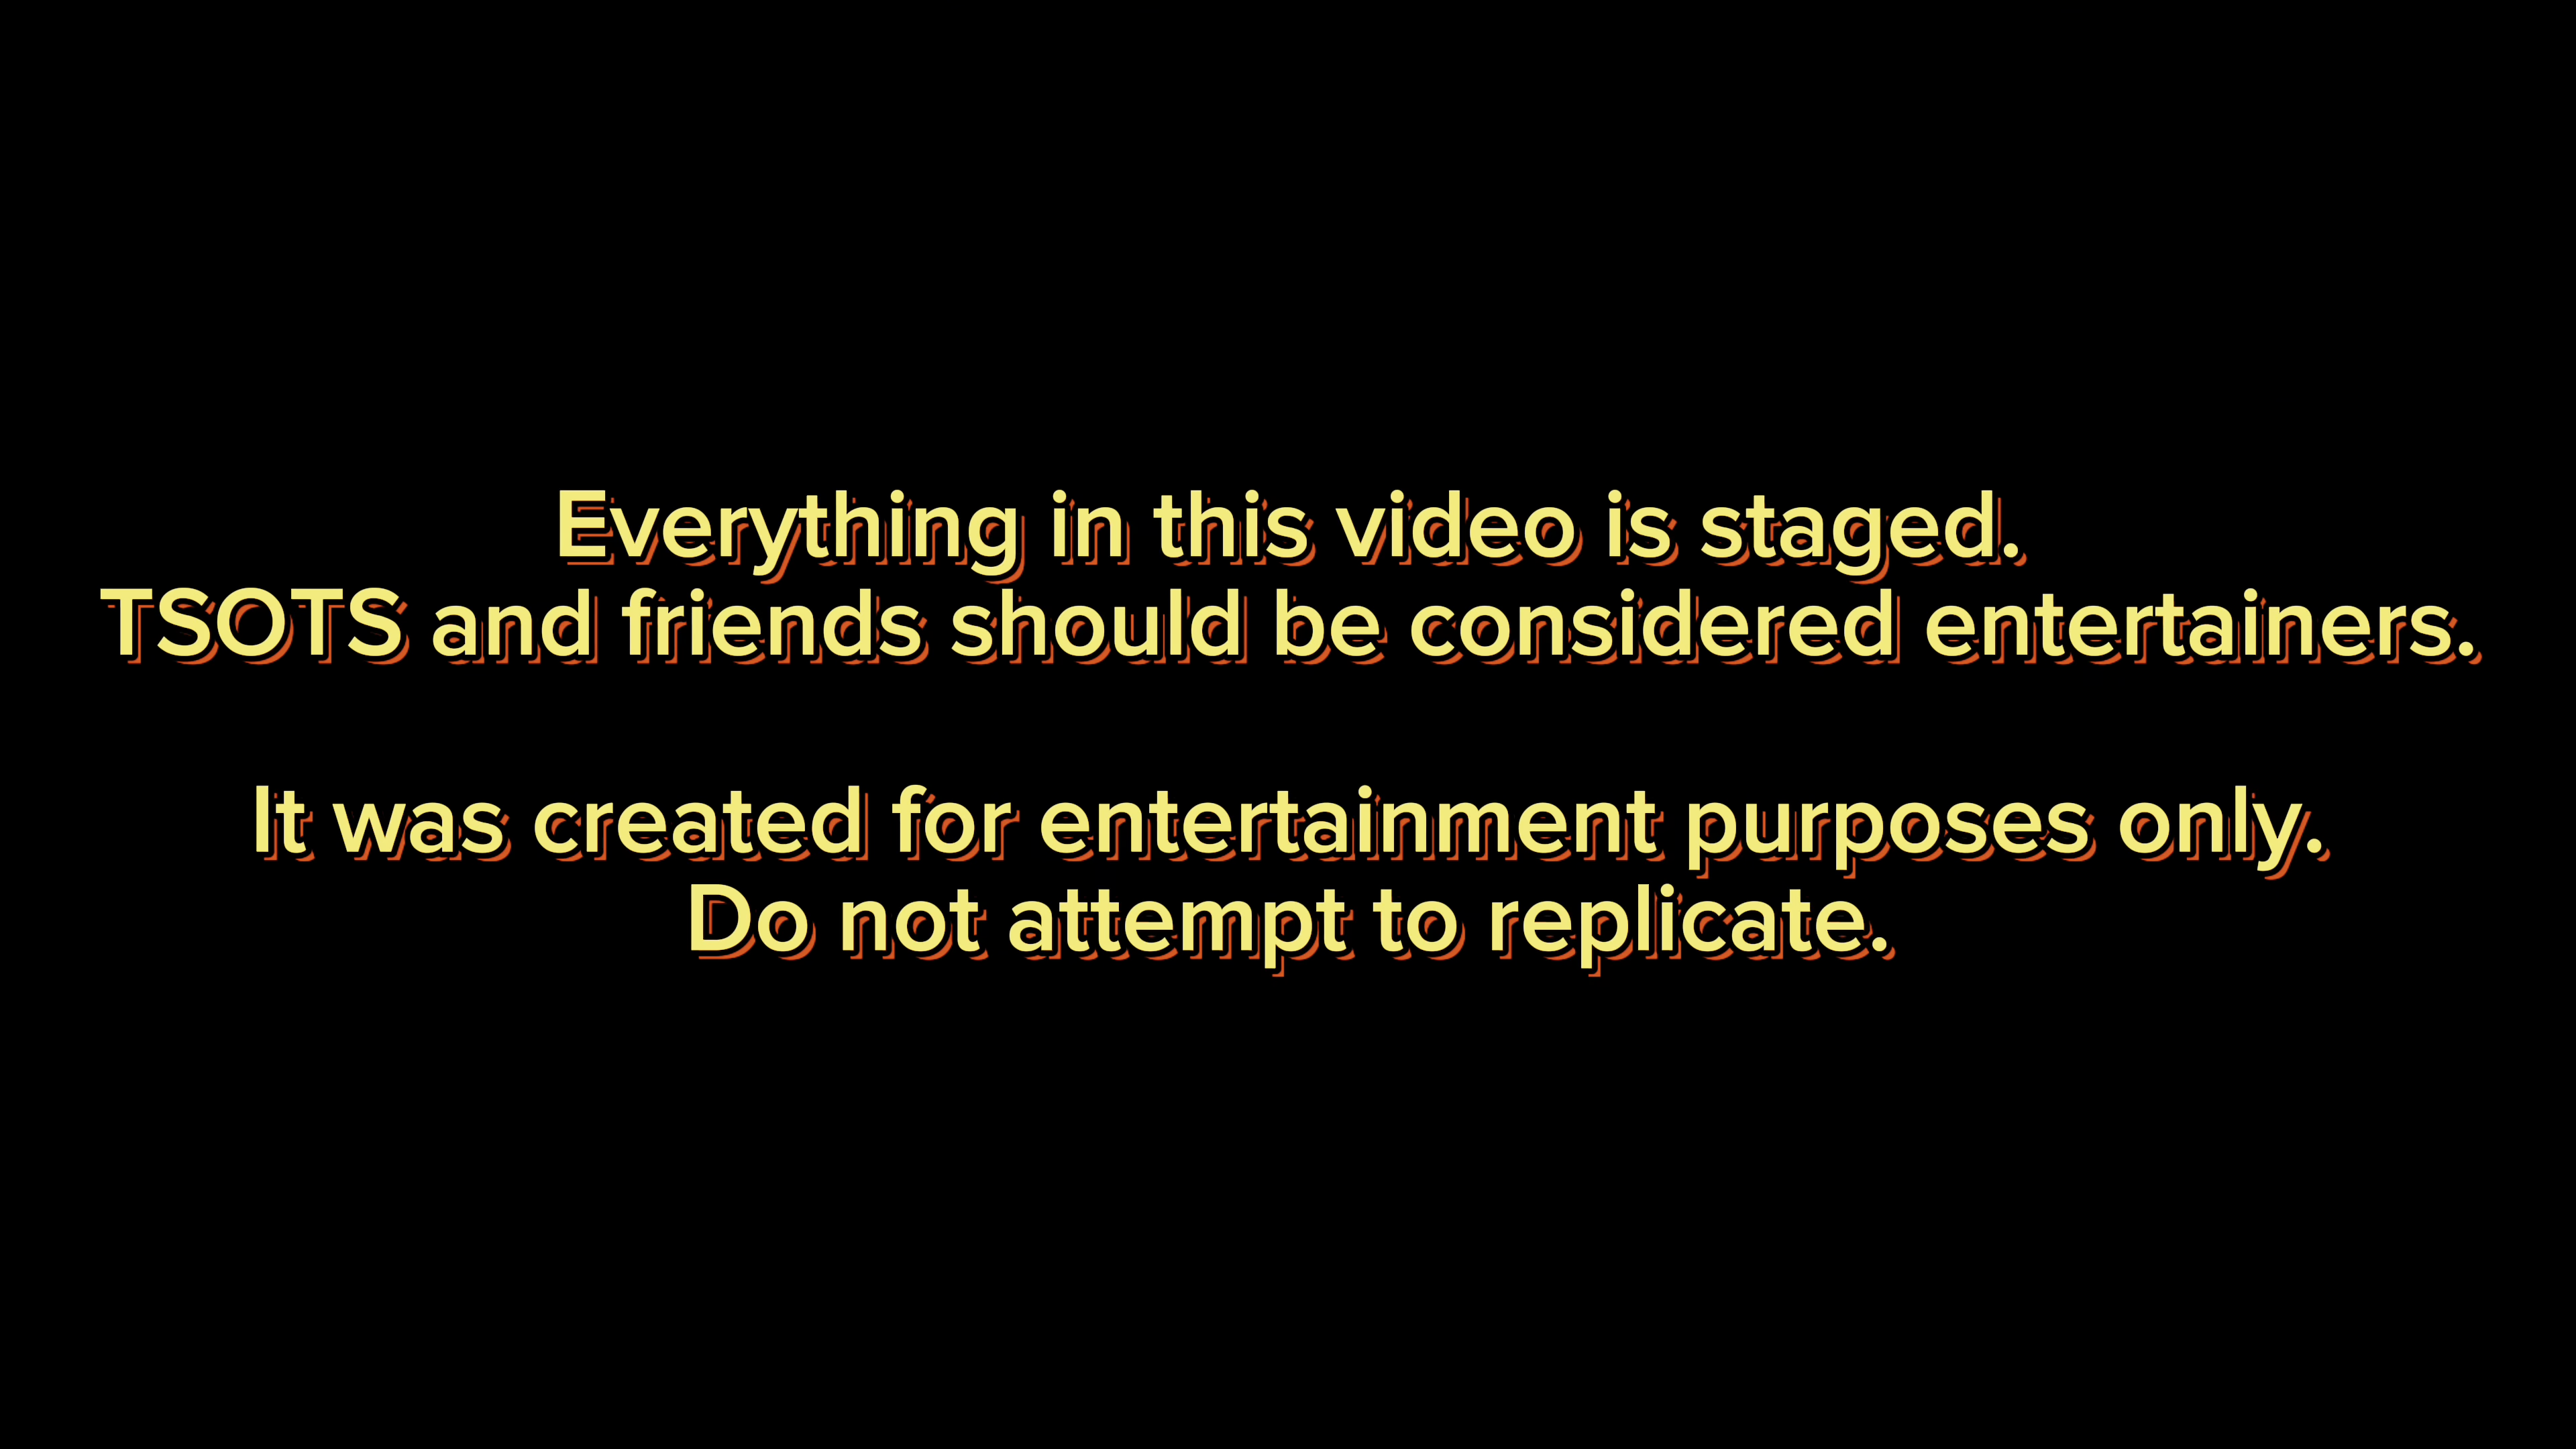 Everything in this video is staged.
TSOTS and friends should be considered entertainers.
It was created for entertainment purposes only.
Do not attempt to replicate.